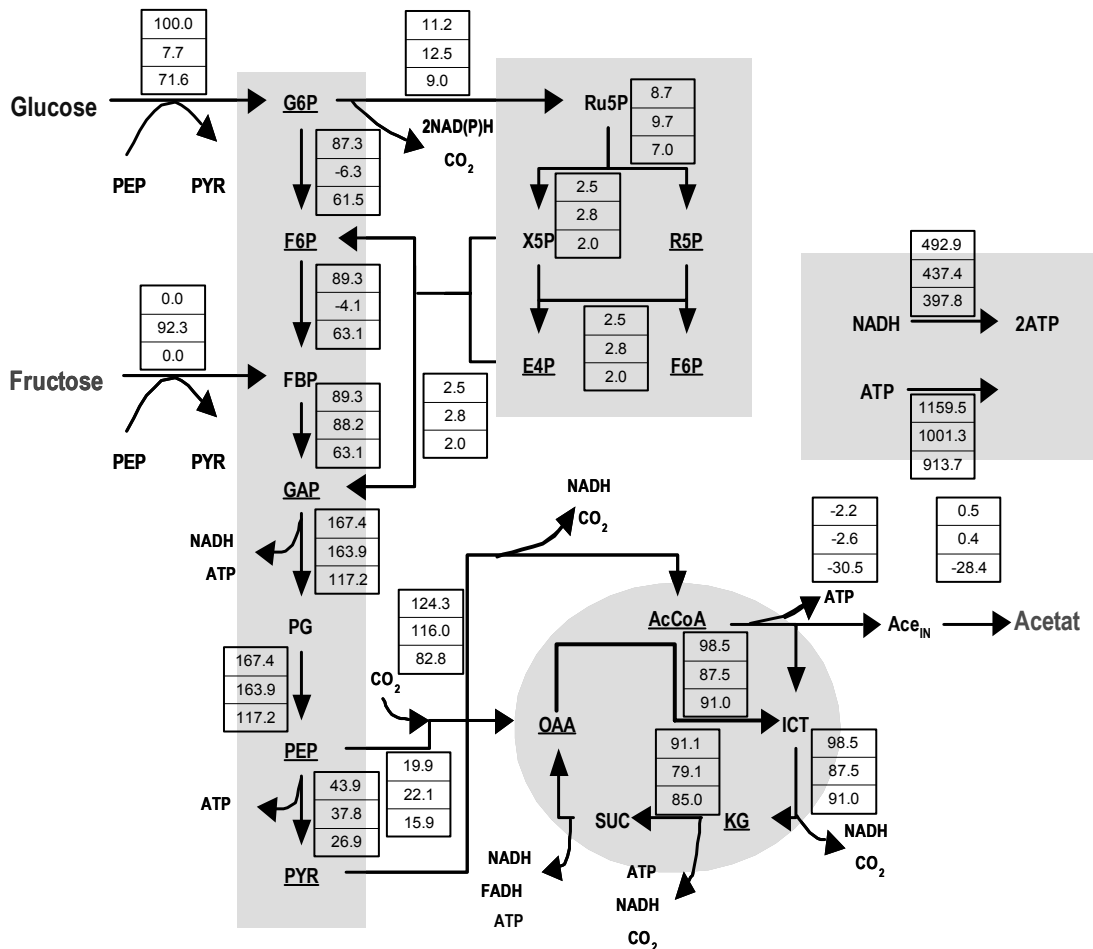 100.0
7.7
71.6
11.2
12.5
9.0
Glucose
G6P
2NAD(P)H
CO2
Ru5P
8.7
9.7
7.0
PEP
PYR
87.3
-6.3
61.5
2.5
2.8
2.0
F6P
X5P
R5P
492.9
437.4
397.8
0.0
92.3
0.0
89.3
-4.1
63.1
NADH
2ATP
2.5
2.8
2.0
Fructose
FBP
E4P
F6P
ATP
1159.5
1001.3
913.7
PEP
PYR
89.3
88.2
63.1
2.5
2.8
2.0
GAP
NADH
CO2
NADH
ATP
167.4
163.9
117.2
-2.2
-2.6
-30.5
0.5
0.4
-28.4
124.3
116.0
82.8
ATP
PG
AcCoA
AceIN
Acetat
167.4
163.9
117.2
CO2
98.5
87.5
91.0
PEP
OAA
ICT
ATP
43.9
37.8
26.9
19.9
22.1
15.9
91.1
79.1
85.0
98.5
87.5
91.0
SUC
KG
NADH
CO2
PYR
NADH
FADH
ATP
ATP
NADH
CO2